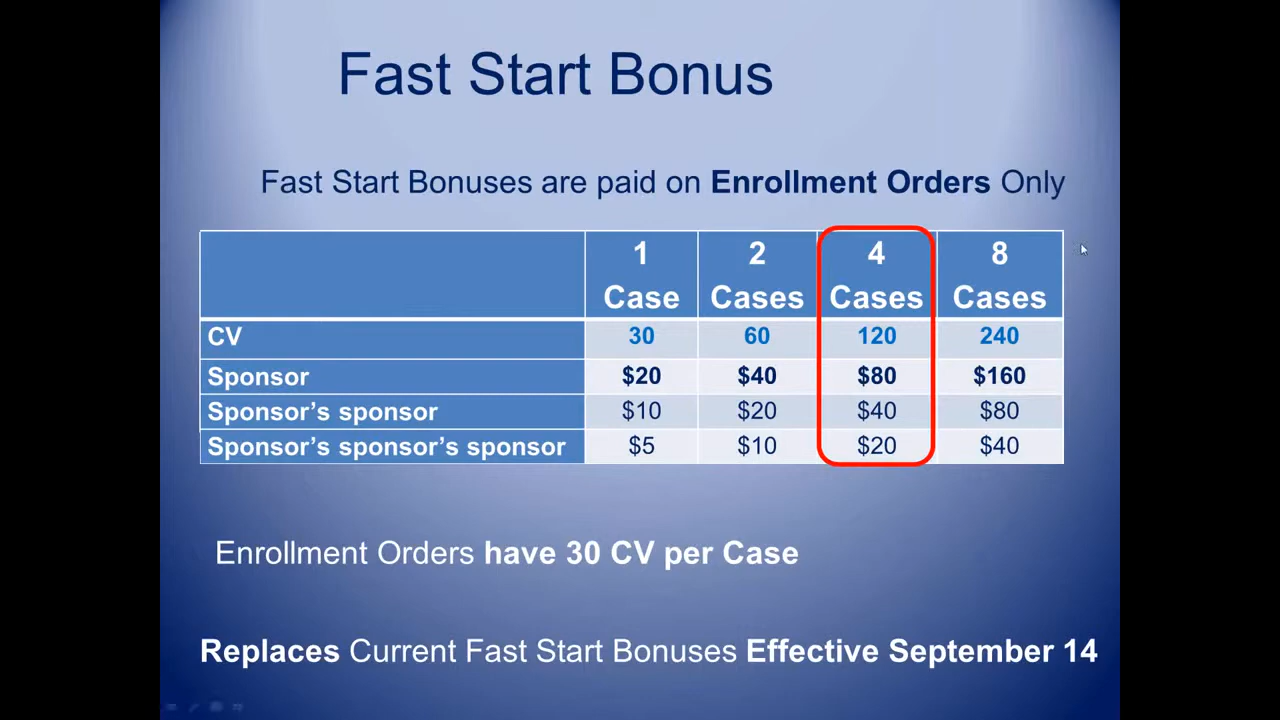 Fast Start Bonus
Fast Start Bonuses are paid on Enrollment Orders Only
1 Case 2 Cases 4 Cases 8 Cases
CV 30 60 120 240
Sponsor $20 $40 $80 $160
Sponsor’s sponsor $10 $20 $40 $80
Sponsor’s sponsor’s sponsor $5 $10 $20 $40
Enrollment Orders have 30 CV per Case
Replaces Current Fast Start Bonuses Effective September 14